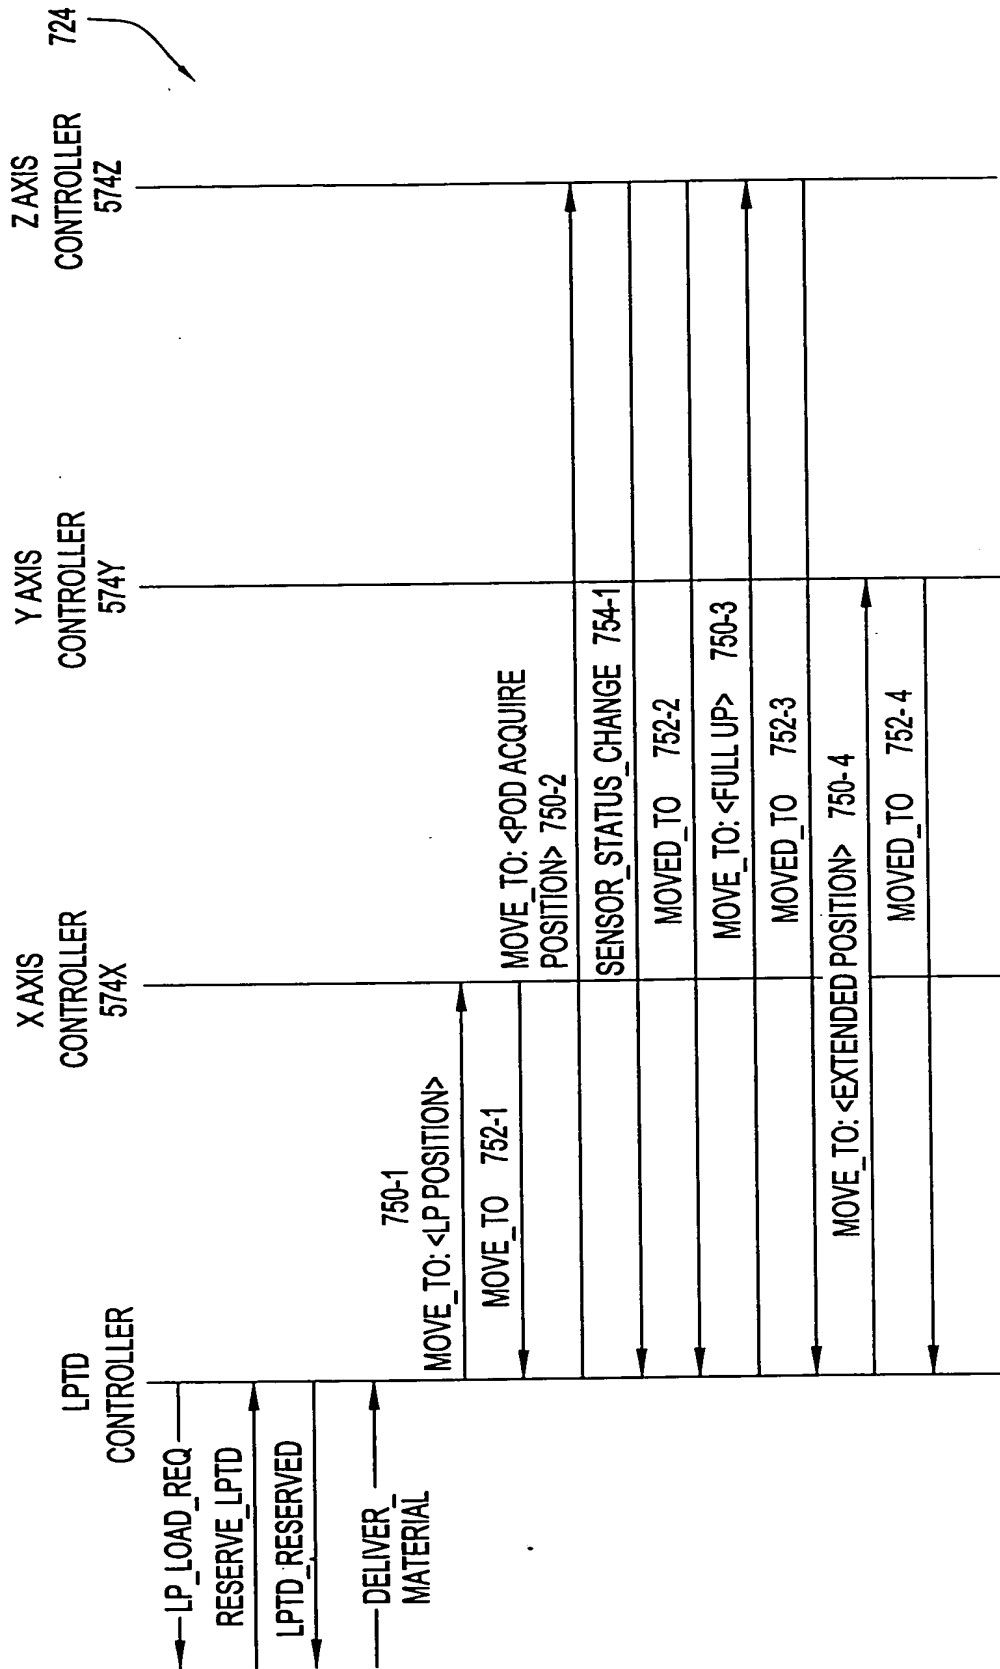 724
LPTD
CONTROLLER
X AXIS
CONTROLLER
574X
Y AXIS
CONTROLLER
574Y
Z AXIS
CONTROLLER
574Z
LP_LOAD_REQ
RESERVE_LPTD
LPTD_RESERVED
DELIVER_
MATERIAL
750-1
MOVE_TO: <LP POSITION>
MOVE_TO 752-1
MOVE_TO: <POD ACQUIRE
POSITION> 750-2
SENSOR_STATUS_CHANGE 754-1
MOVED_TO 752-2
MOVE_TO: <FULL UP> 750-3
MOVED_TO 752-3
MOVE_TO: <EXTENDED POSITION> 750-4
MOVED_TO 752-4